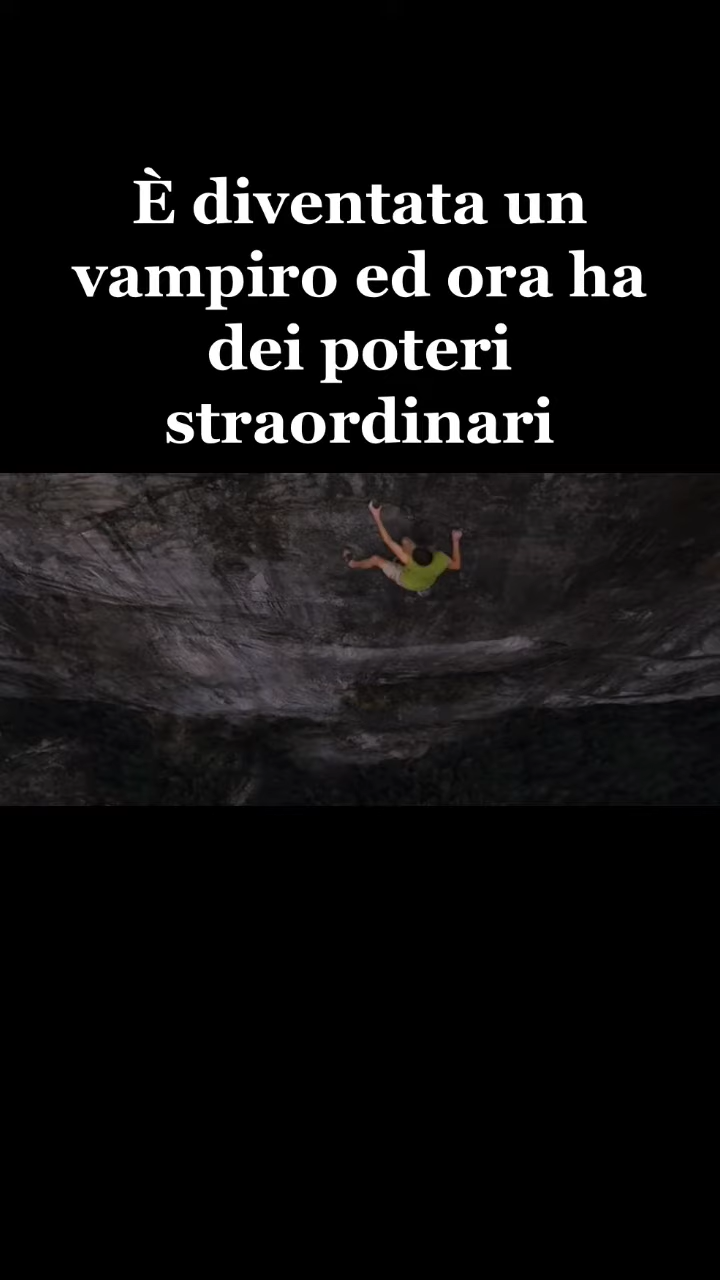 È diventata un
vampiro ed ora ha
dei poteri
straordinari